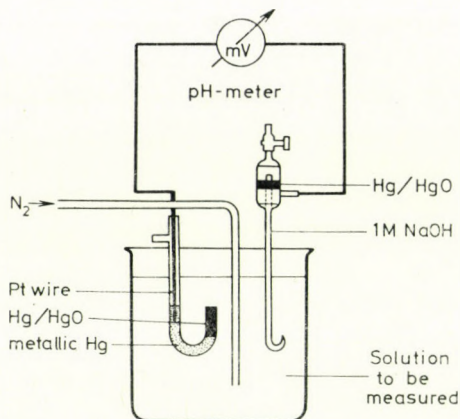 mV
pH-meter
Hg/HgO
N₂
1M NaOH
Pt wire
Hg/HgO
metallic Hg
Solution
to be
measured